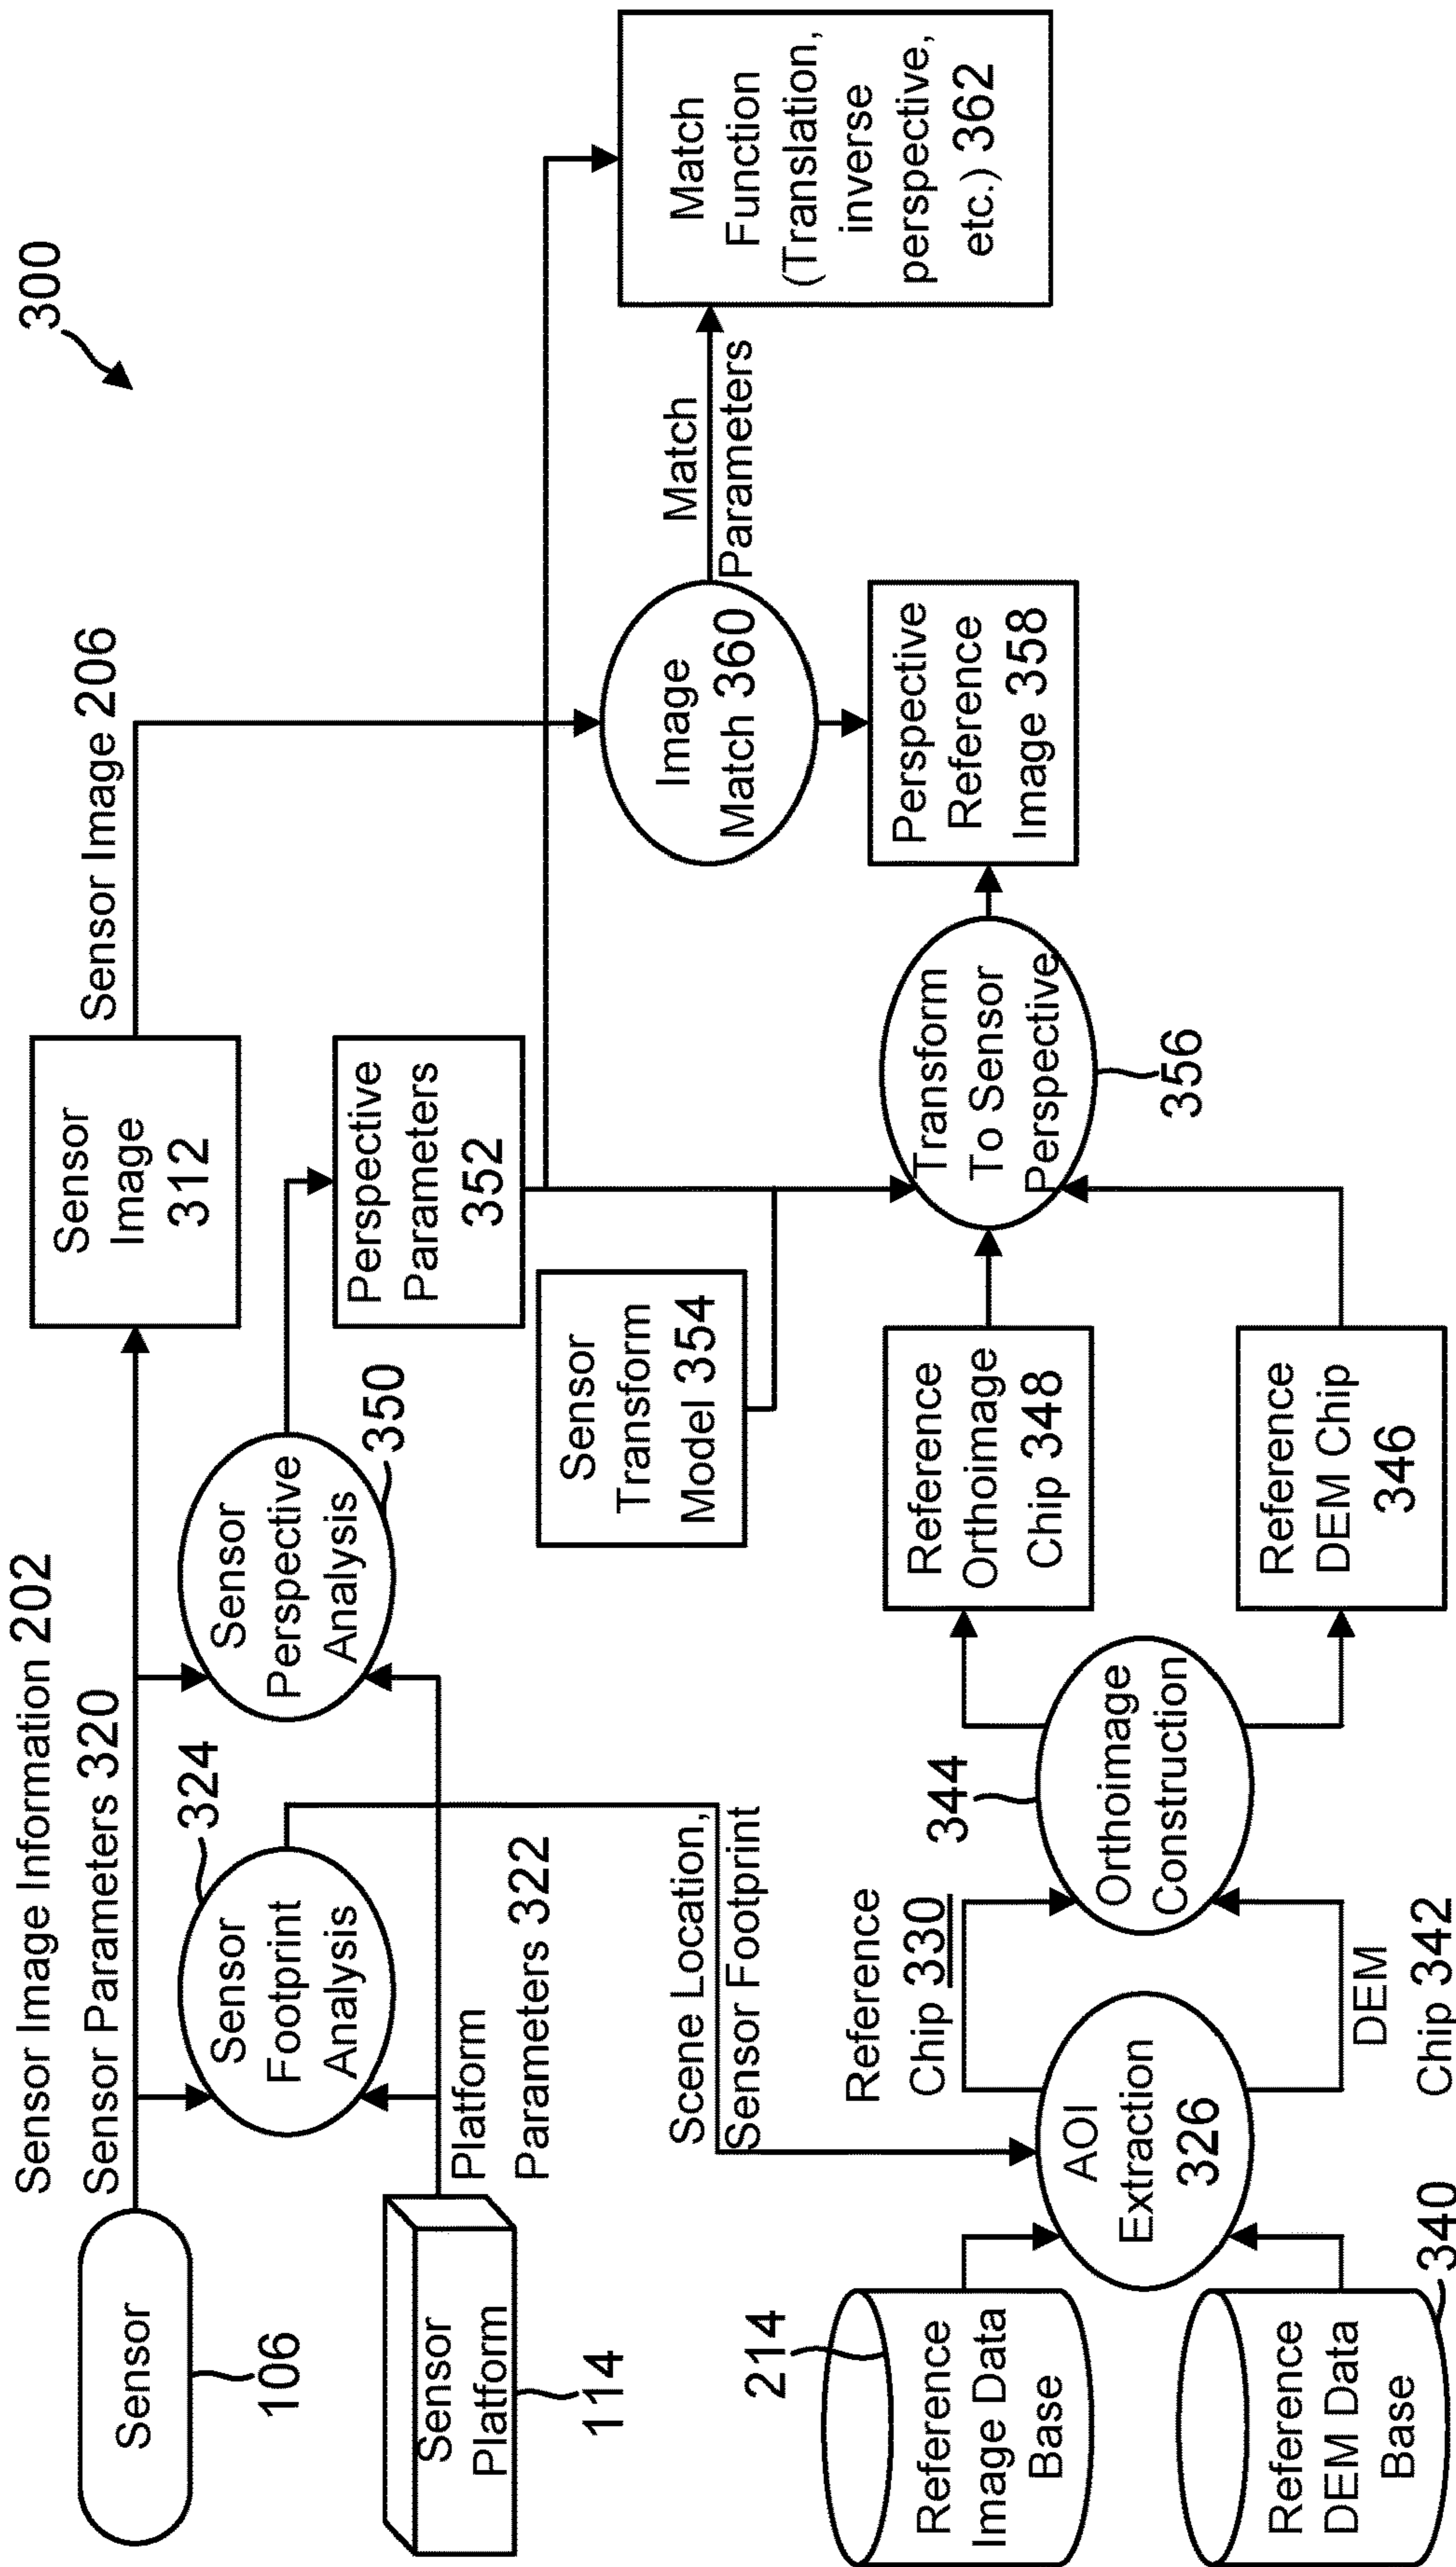 300
Sensor Image Information 202
Sensor Parameters 320
Sensor
106
Sensor
Platform
114
Platform
Parameters 322
324
Sensor
Footprint
Analysis
Sensor
Perspective
Analysis
350
Sensor
Image
312
Sensor Image 206
Perspective
Parameters
352
Sensor
Transform
Model 354
Scene Location,
Sensor Footprint
214
Reference
Image Data
Base
Reference
DEM Data
Base
340
AOI
Extraction
326
Reference
Chip 330
DEM
Chip 342
344
Orthoimage
Construction
Reference
Orthoimage
Chip 348
Reference
DEM Chip
346
Transform
To Sensor
Perspective
356
Perspective
Reference
Image 358
Image
Match 360
Match
Parameters
Match
Function
(Translation,
inverse
perspective,
etc.) 362